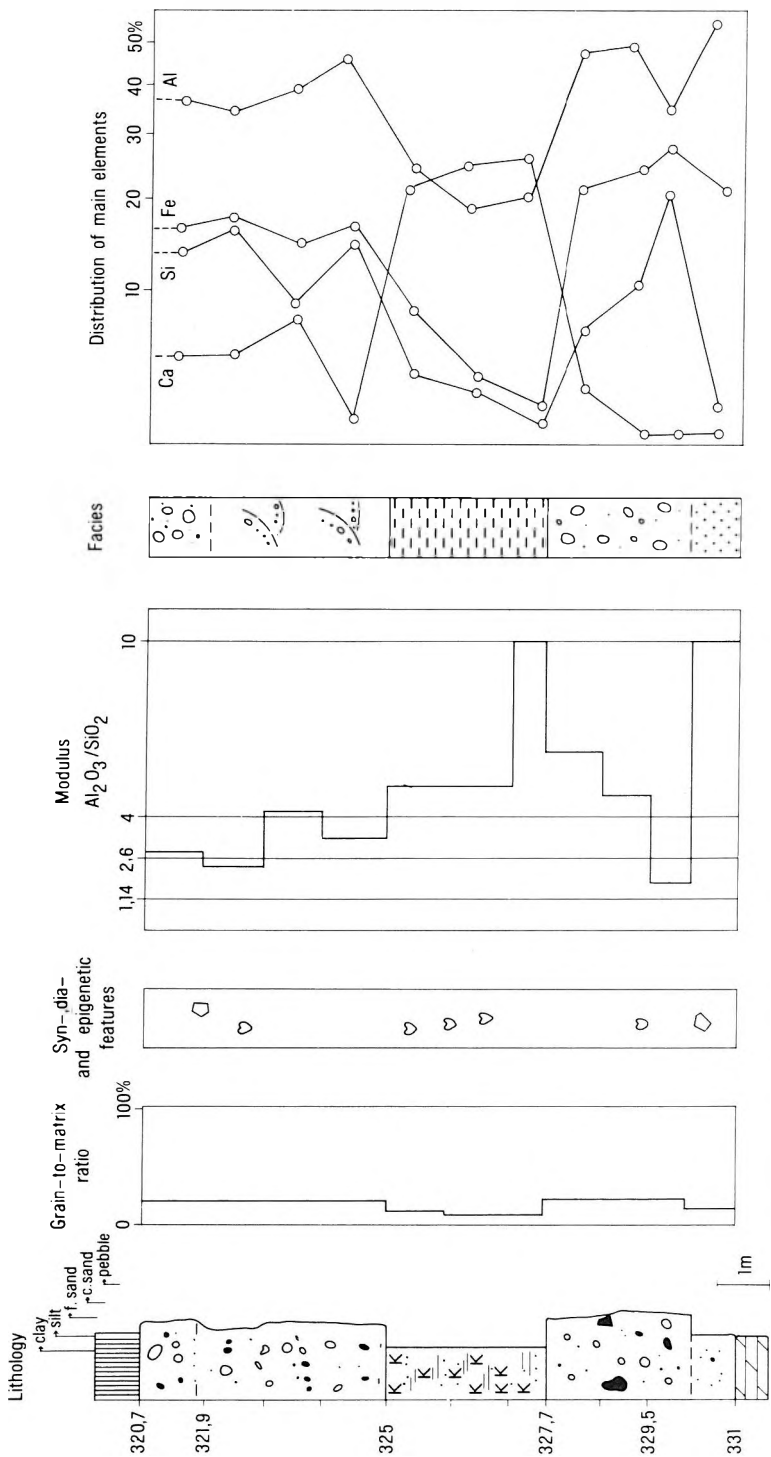 Lithology
clay
silt
f. sand
c. sand
pebble
320,7
321,9
325
327,7
329,5
331
K K K K K K K K K K K
1m
Grain-to-matrix
ratio
100%
0
Syn-, dia-
and epigenetic
features
Modulus
Al2O3/SiO2
10
4
2,6
1,14
Facies
Distribution of main elements
50%
40
30
20
10
Al
Fe
Si
Ca